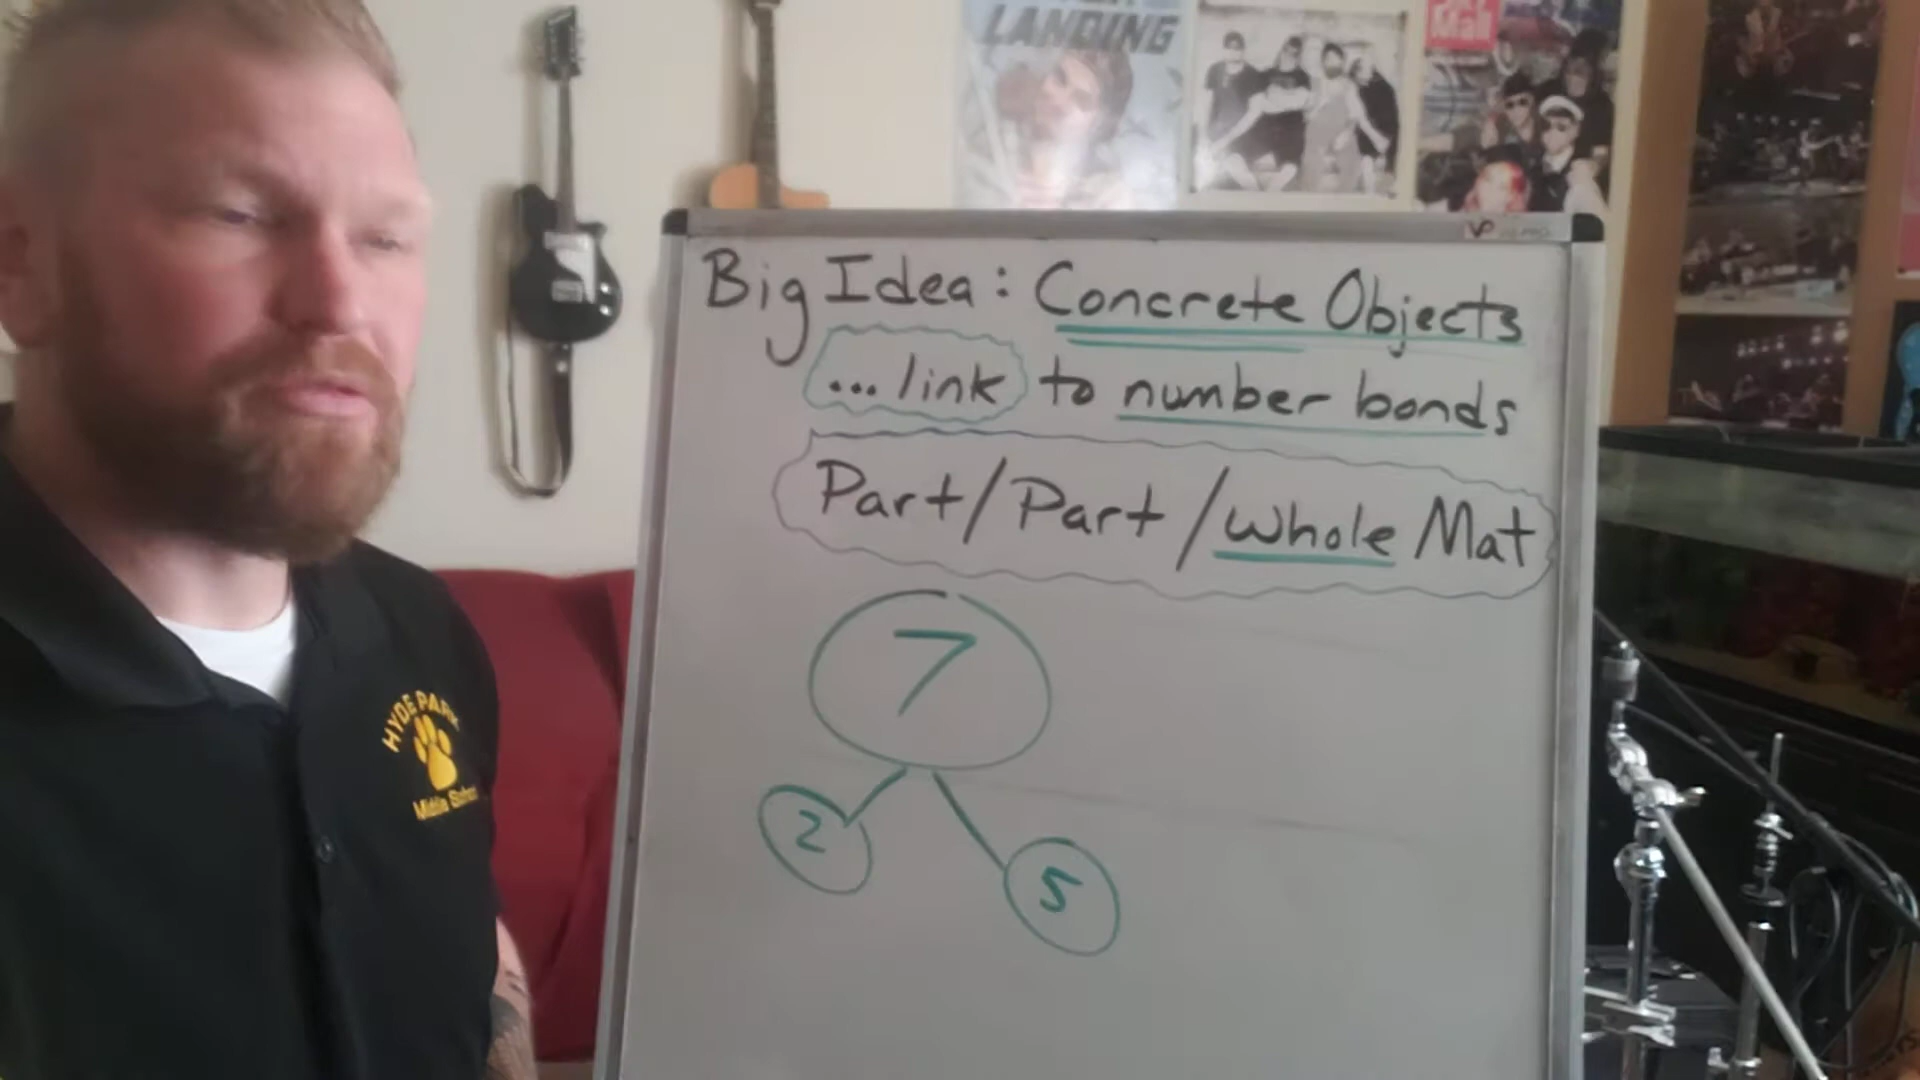 LANDING
Big Idea: Concrete Objects
... link to number bonds
Part/Part/Whole Mat
7
2
5
HYDE PARK
Middle School